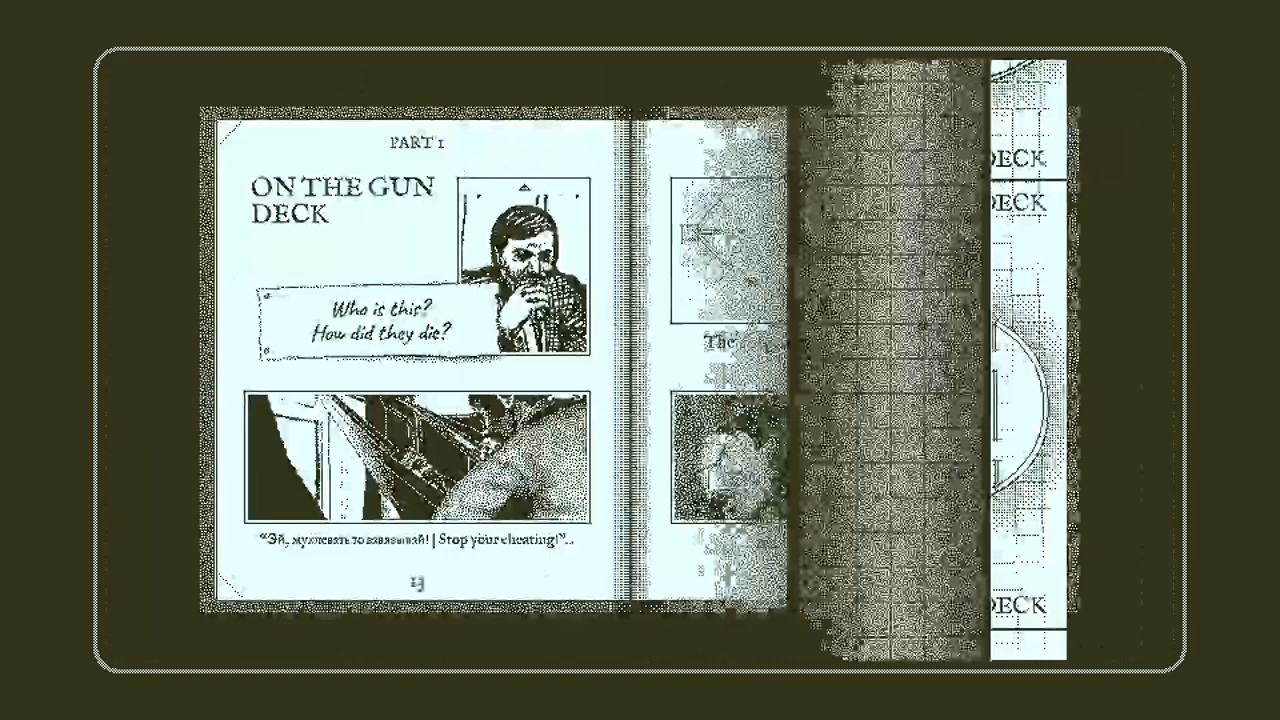 PART 1
ON THE GUN
DECK
Who is this?
How did they die?
“Эй, мухлевать то завязывай! | Stop your cheating!”...
13
The
DECK
DECK
DECK